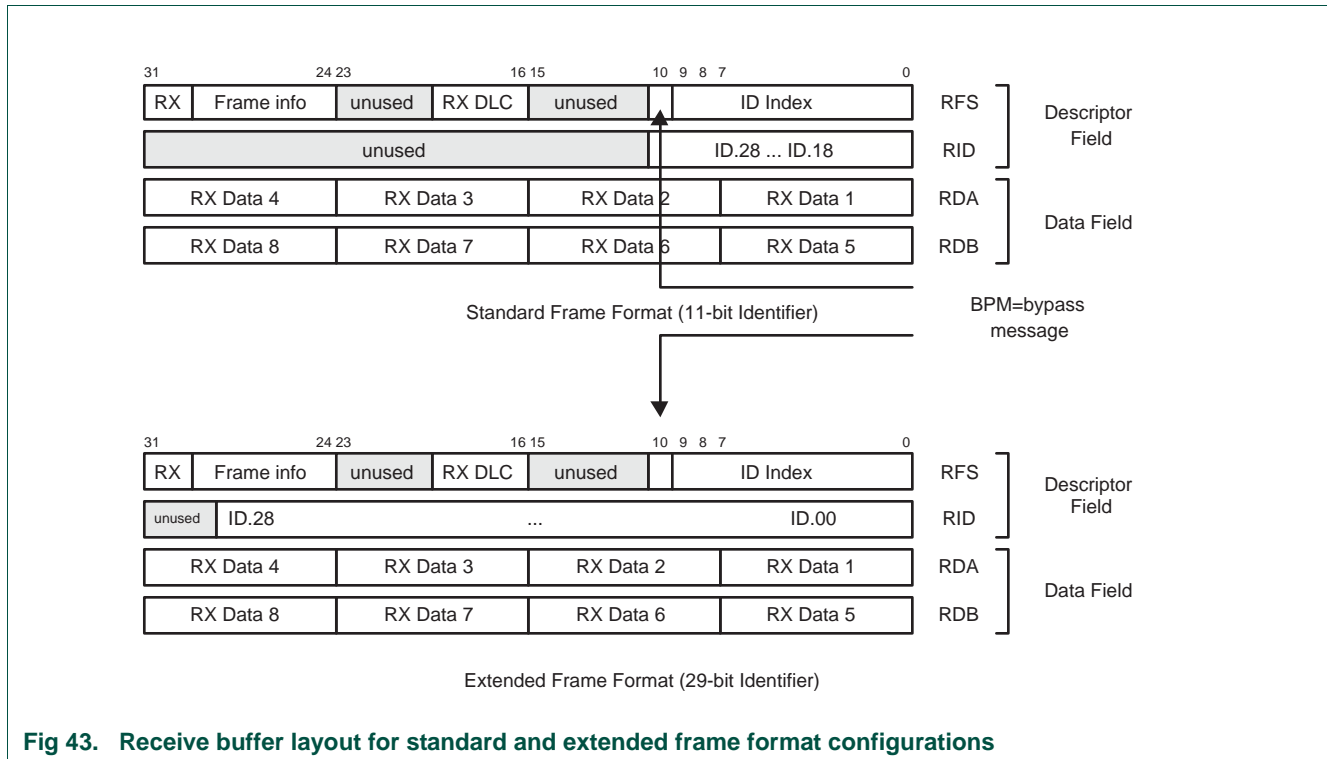 31 24 23 16 15 10 9 8 7 0
RX Frame info unused RX DLC unused ID Index RFS
Descriptor
Field
unused ID.28 ... ID.18 RID
RX Data 4 RX Data 3 RX Data 2 RX Data 1 RDA
Data Field
RX Data 8 RX Data 7 RX Data 6 RX Data 5 RDB
Standard Frame Format (11-bit Identifier)
BPM=bypass
message
31 24 23 16 15 10 9 8 7 0
RX Frame info unused RX DLC unused ID Index RFS
Descriptor
Field
unused ID.28 ... ID.00 RID
RX Data 4 RX Data 3 RX Data 2 RX Data 1 RDA
Data Field
RX Data 8 RX Data 7 RX Data 6 RX Data 5 RDB
Extended Frame Format (29-bit Identifier)
Fig 43. Receive buffer layout for standard and extended frame format configurations